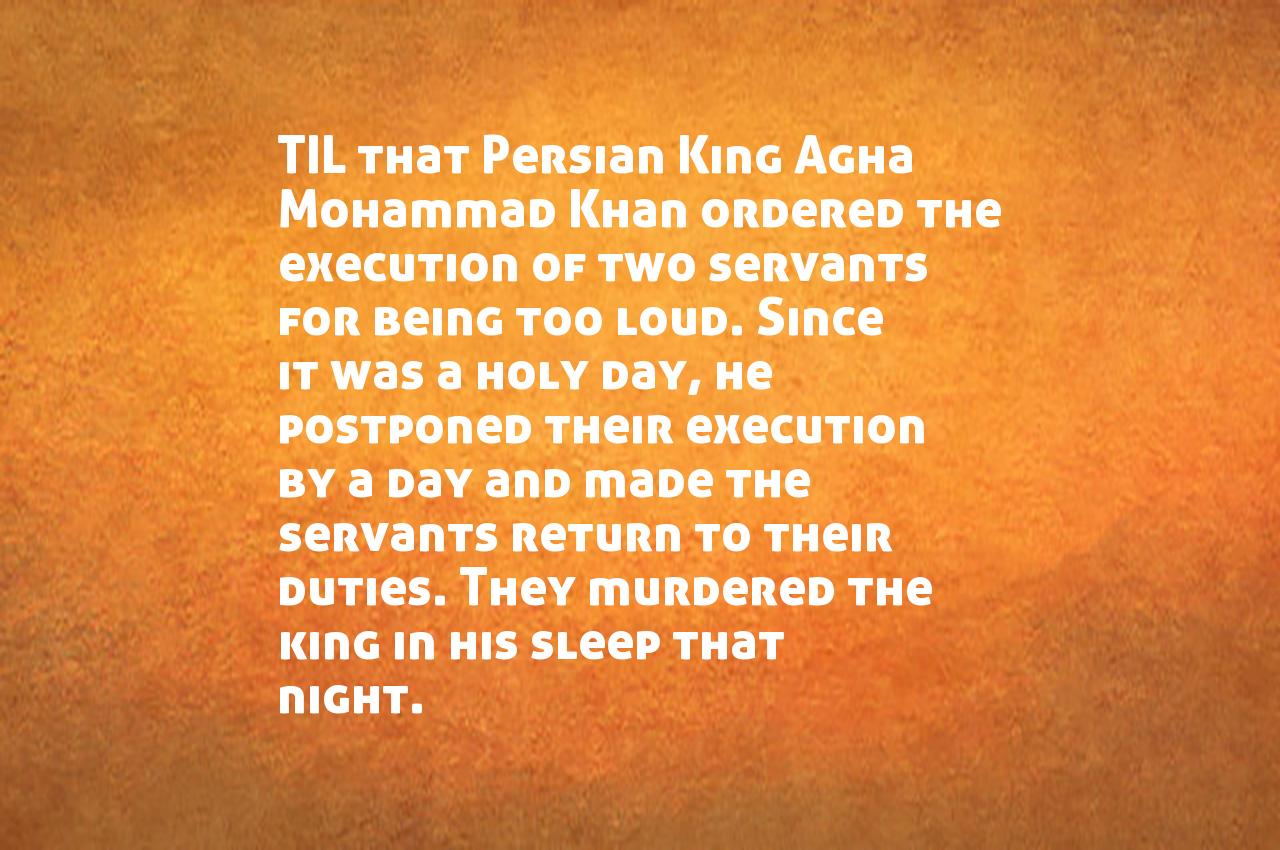 TIL that Persian King Agha
Mohammad Khan ordered the
execution of two servants
for being too loud. Since
it was a holy day, he
postponed their execution
by a day and made the
servants return to their
duties. They murdered the
king in his sleep that
night.